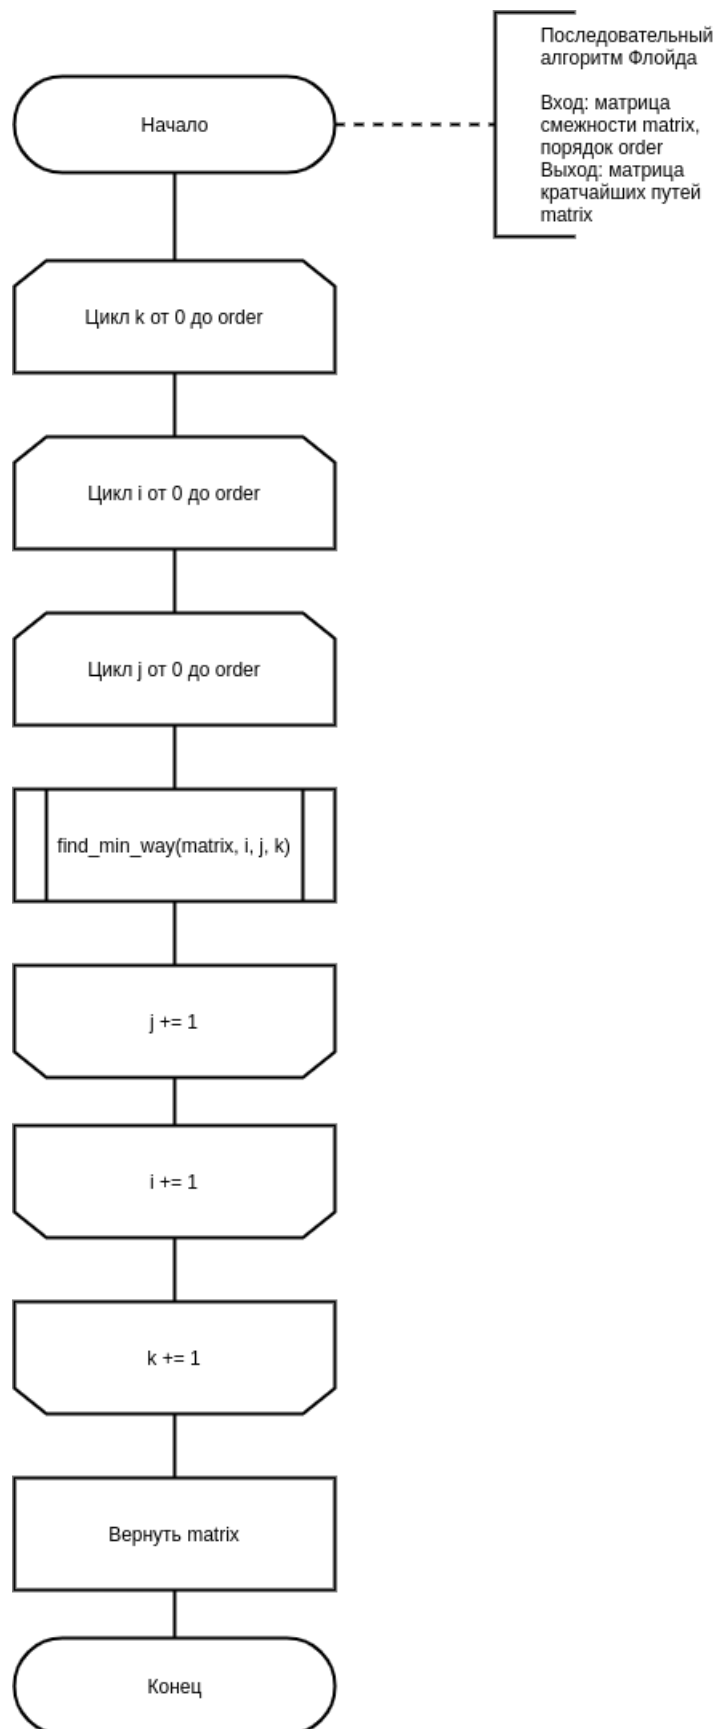 Последовательный
алгоритм Флойда
Вход: матрица
смежности matrix,
порядок order
Выход: матрица
кратчайших путей
matrix
Начало
Цикл k от 0 до order
Цикл i от 0 до order
Цикл j от 0 до order
find_min_way(matrix, i, j, k)
j += 1
i += 1
k += 1
Вернуть matrix
Конец